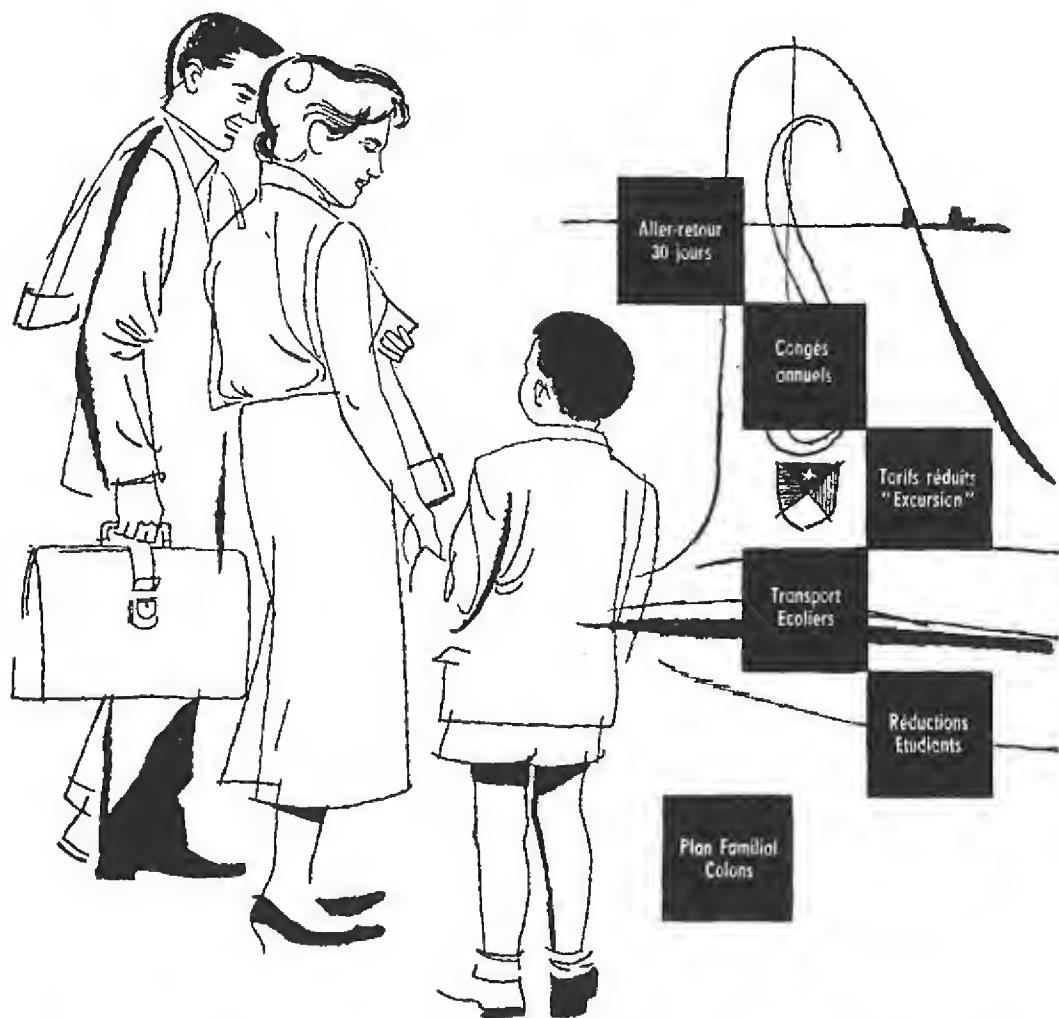 Aller-retour
30 jours
Congés
annuels
Tarifs réduits
"Excursion"
Transport
Ecoliers
Réductions
Etudiants
Plan Familial
Colons